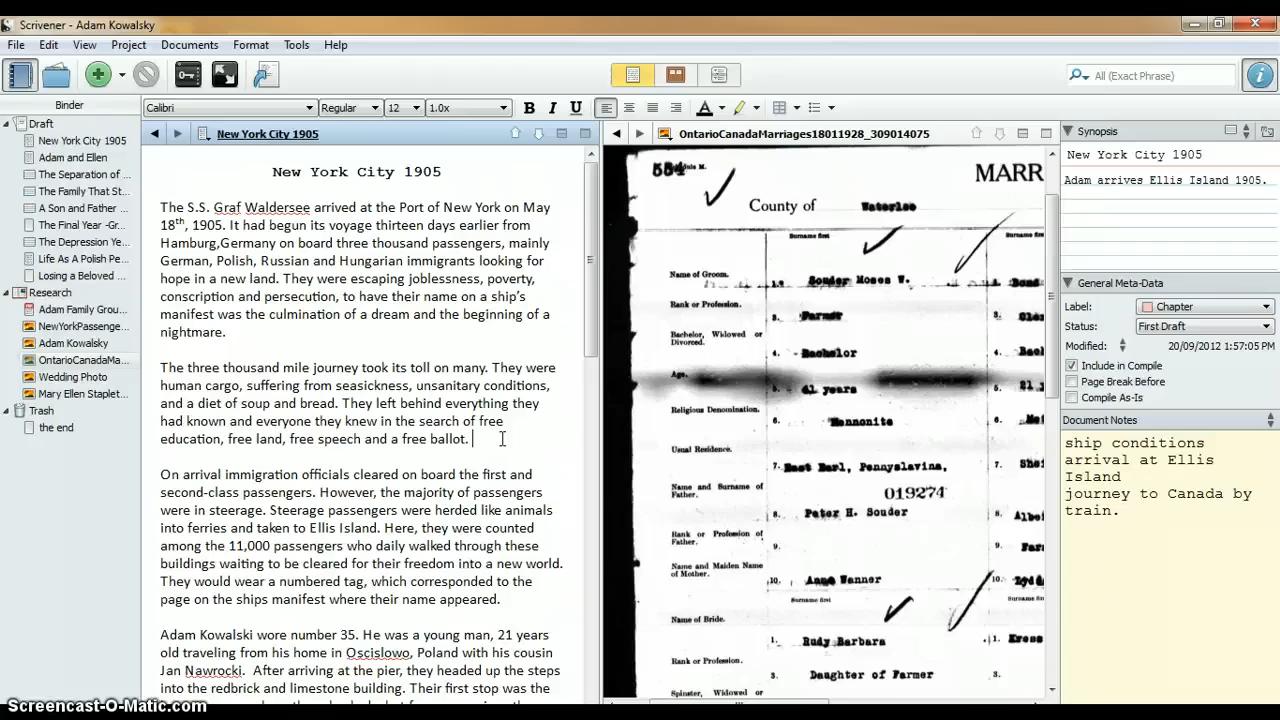 Scrivener - Adam Kowalsky
File Edit View Project Documents Format Tools Help
All (Exact Phrase)
Binder
Calibri Regular 12 1.0x B I U A
Draft
New York City 1905
Adam and Ellen
The Separation of ...
The Family That St...
A Son and Father ...
The Final Year -Gr...
Life As A Polish Pe...
Losing a Beloved ...
Research
Adam Family Grou...
NewYorkPassenge...
Adam Kowalsky
OntarioCanadaMa...
Wedding Photo
Mary Ellen Staplet...
Trash
the end
New York City 1905
New York City 1905
The S.S. Graf Waldersee arrived at the Port of New York on May
19th, 1905. It had begun its voyage thirteen days earlier from
Hamburg,Germany on board three thousand passengers, mainly
German, Polish, Russian and Hungarian immigrants looking for
hope in a new land. They were escaping joblessness, poverty,
conscription and persecution, to have their name on a ship's
manifest was the culmination of a dream and the beginning of a
nightmare.
The three thousand mile journey took its toll on many. They were
human cargo, suffering from seasickness, unsanitary conditions,
and a diet of soup and bread. They left behind everything they
had known and everyone they knew in the search of free
education, free land, free speech and a free ballot.
On arrival immigration officials cleared on board the first and
second-class passengers. However, the majority of passengers
were in steerage. Steerage passengers were herded like animals
into ferries and taken to Ellis Island. Here, they were counted
among the 11,000 passengers who daily walked through these
buildings waiting to be cleared for their freedom into a new world.
They would wear a numbered tag, which corresponded to the
page on the ships manifest where their name appeared.
Adam Kowalski wore number 35. He was a young man, 21 years
old traveling from his home in Oscislowo, Poland with his cousin
Jan Nawrocki. After arriving at the pier, they headed up the steps
into the redbrick and limestone building. Their first stop was the
OntarioCanadaMarriages18011928_309014075
554
MARR
County of Waterloo
Surname first
Name of Groom. Souder Moses W.
Rank or Profession. Farmer
Bachelor, Widowed or
Divorced.
Bachelor
Age. 41 years
Religious Denomination.
6. Mennonite
Usual Residence.
7. East Earl, Pennyslavina,
Name and Surname of
Father.
019274
8. Peter H. Souder
Rank or Profession of
Father.
9.
Name and Maiden Name
of Mother.
10. Anna Wanner
Surname first
Name of Bride.
1. Rudy Barbara
Rank or Profession.
Daughter of Farmer
Spinster, Widowed or
Synopsis
New York City 1905
Adam arrives Ellis Island 1905.
General Meta-Data
Label: Chapter
Status: First Draft
Modified: 20/09/2012 1:57:05 PM
Include in Compile
Page Break Before
Compile As-Is
Document Notes
ship conditions
arrival at Ellis
Island
journey to Canada by
train.
Screencast-O-Matic.com